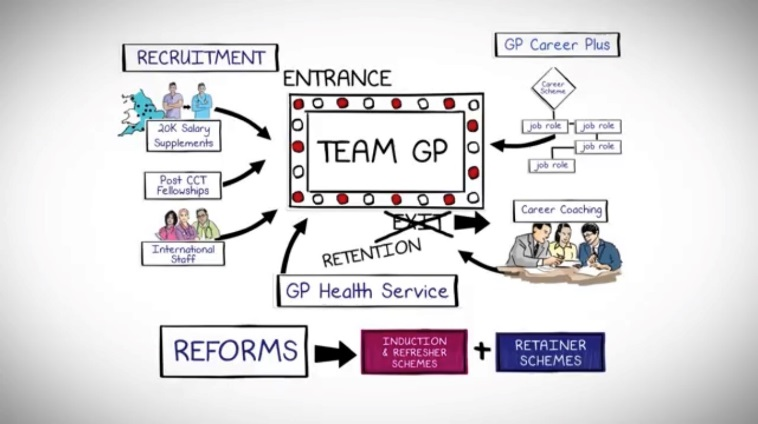 RECRUITMENT
20K Salary
Supplements
Post CCT
Fellowships
International
Staff
ENTRANCE
TEAM GP
EXIT
RETENTION
GP Health Service
GP Career Plus
Career
Scheme
job role
job role
job role
job role
Career Coaching
REFORMS
INDUCTION
& REFRESHER
SCHEMES
+
RETAINER
SCHEMES